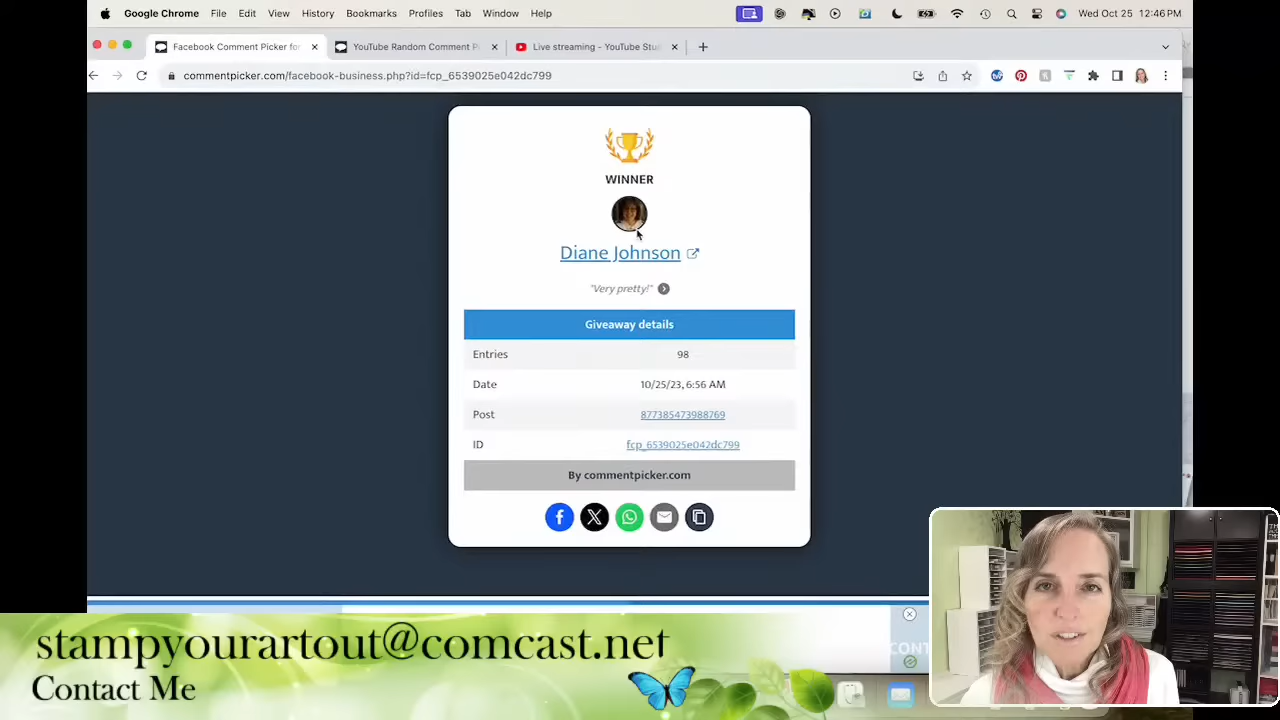 Google Chrome File Edit View History Bookmarks Profiles Tab Window Help Wed Oct 25 12:46 PM
Facebook Comment Picker for YouTube Random Comment P Live streaming - YouTube Stu
commentpicker.com/facebook-business.php?id=fcp_6539025e042dc799
WINNER
Diane Johnson
"Very pretty!"
Giveaway details
Entries 98
Date 10/25/23, 6:56 AM
Post 877385473988769
ID fcp_6539025e042dc799
By commentpicker.com
CONT
stampyourartout@comcast.net
Contact Me